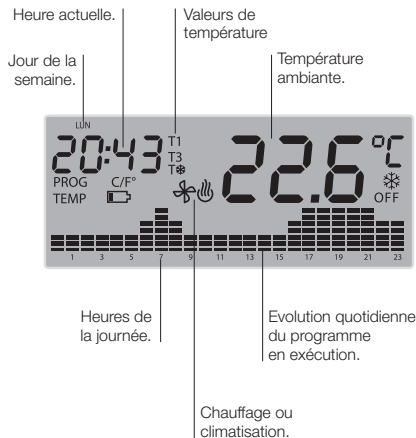 Heure actuelle.
Valeurs de
température
Jour de la
semaine.
Température
ambiante.
LUN
20:43
T1
T3
T❄
22.6 °C
PROG C/F°
TEMP
❄
OFF
1 3 5 7 9 11 13 15 17 19 21 23
Heures de
la journée.
Evolution quotidienne
du programme
en exécution.
Chauffage ou
climatisation.